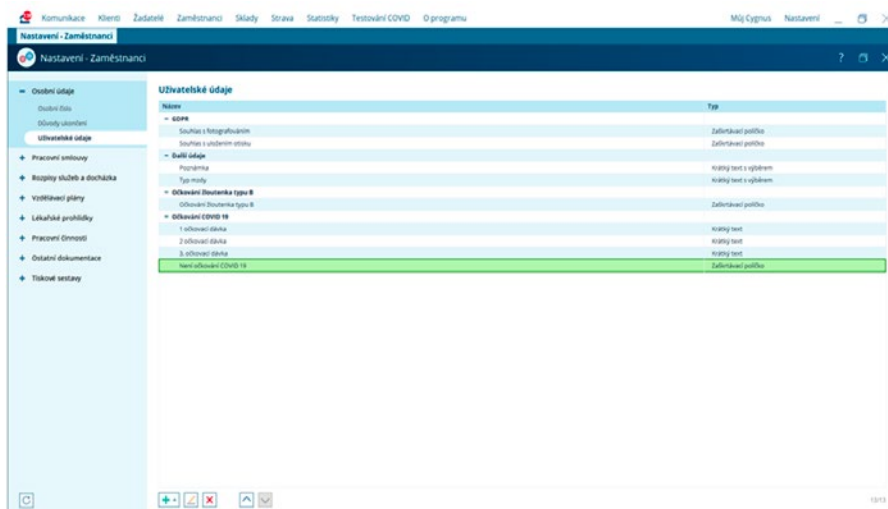 Komunikace Klienti Žadatelé Zaměstnanci Sklady Strava Statistiky Testování COVID O programu Můj Cygnus Nastavení
Nastavení - Zaměstnanci
Nastavení - Zaměstnanci ?
Osobní údaje
Osobní číslo
Důvody ukončení
Uživatelské údaje
Pracovní smlouvy
Rozpisy služeb a docházka
Vzdělávací plány
Lékařské prohlídky
Pracovní činnosti
Ostatní dokumentace
Tiskové sestavy
Uživatelské údaje
Název Typ
GDPR
Souhlas s fotografováním Zaškrtávací políčko
Souhlas s uložením otisku Zaškrtávací políčko
Další údaje
Poznámka Krátký text s výběrem
Typ mzdy Krátký text s výběrem
Očkování žloutenka typu B
Očkování žloutenka typu B Zaškrtávací políčko
Očkování COVID 19
1 očkovací dávka Krátký text
2 očkovací dávka Krátký text
3. očkovací dávka Krátký text
Není očkování COVID 19 Zaškrtávací políčko
13/13